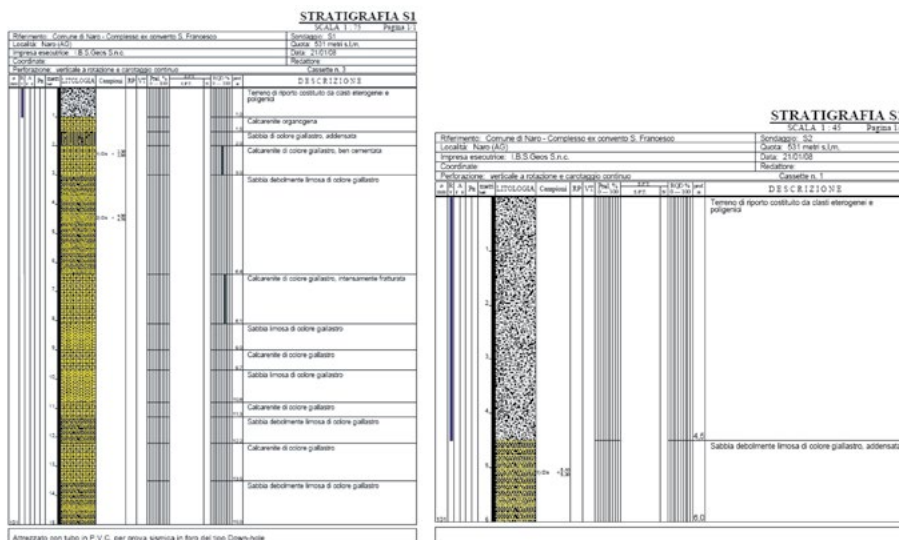 STRATIGRAFIA S1
SCALA 1 : 75 Pagina 1/1
Riferimento: Comune di Naro - Complesso ex convento S. Francesco
Sondaggio: S1
Località: Naro (AG)
Quota: 531 metri s.l.m.
Impresa esecutrice: I.B.S.Geos S.n.c.
Data: 21/01/08
Coordinate:
Redattore:
Perforazione: verticale a rotazione e carotaggio continuo
Cassette n. 3
LITOLOGIA Campioni RP VT DESCRIZIONE
Terreno di riporto costituito da clasti eterogenei e
poligenici
Calcarenite organogena
Sabbia di colore giallastro, addensata
Calcarenite di colore giallastro, ben cementata
Sabbia debolmente limosa di colore giallastro
Calcarenite di colore giallastro, intensamente fratturata
Sabbia limosa di colore giallastro
Calcarenite di colore giallastro
Sabbia limosa di colore giallastro
Calcarenite di colore giallastro
Sabbia debolmente limosa di colore giallastro
Calcarenite di colore giallastro
Sabbia debolmente limosa di colore giallastro
Attrezzato con tubo in P.V.C. per prova sismica in foro del tipo Down-hole
SCALA 1 : 45
Riferimento: Comune di Naro - Complesso ex convento S. Francesco
Sondaggio: S2
Località: Naro (AG)
Quota: 531 metri s.l.m.
Impresa esecutrice: I.B.S.Geos S.n.c.
Data: 21/01/08
Coordinate:
Redattore:
Perforazione: verticale a rotazione e carotaggio continuo
Cassette n. 1
LITOLOGIA Campioni RP VT DESCRIZIONE
Terreno di riporto costituito da clasti eterogenei e
poligenici
4,5
Sabbia debolmente limosa di colore giallastro, addensata
6,0